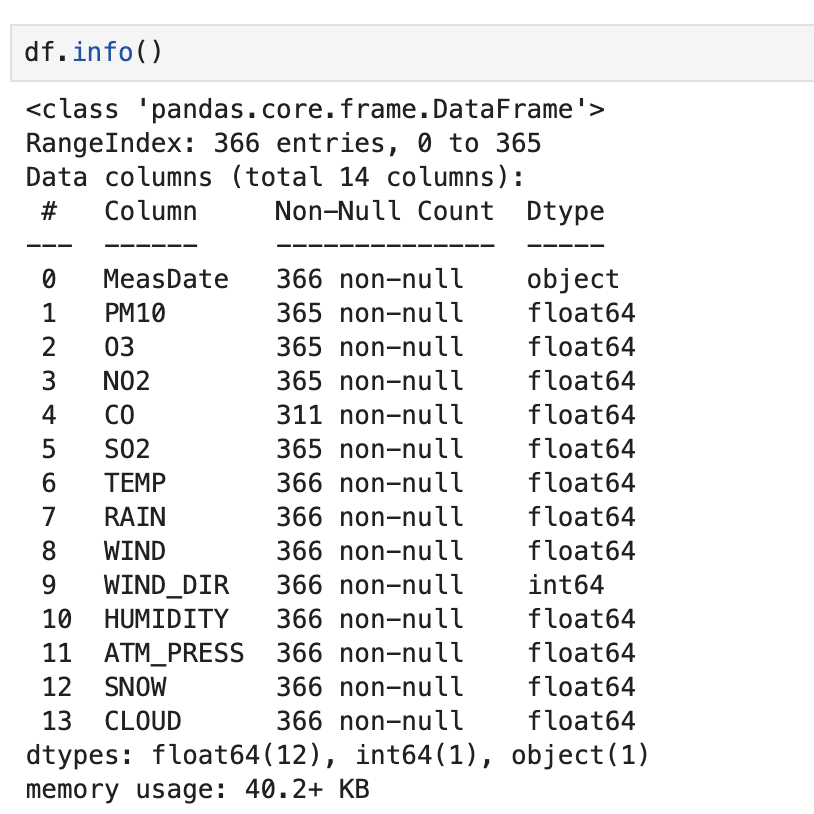 df.info()
<class 'pandas.core.frame.DataFrame'>
RangeIndex: 366 entries, 0 to 365
Data columns (total 14 columns):
 #   Column     Non-Null Count  Dtype
---  ------     --------------  -----
 0   MeasDate   366 non-null    object
 1   PM10       365 non-null    float64
 2   O3         365 non-null    float64
 3   NO2        365 non-null    float64
 4   CO         311 non-null    float64
 5   SO2        365 non-null    float64
 6   TEMP       366 non-null    float64
 7   RAIN       366 non-null    float64
 8   WIND       366 non-null    float64
 9   WIND_DIR   366 non-null    int64
 10  HUMIDITY   366 non-null    float64
 11  ATM_PRESS  366 non-null    float64
 12  SNOW       366 non-null    float64
 13  CLOUD      366 non-null    float64
dtypes: float64(12), int64(1), object(1)
memory usage: 40.2+ KB